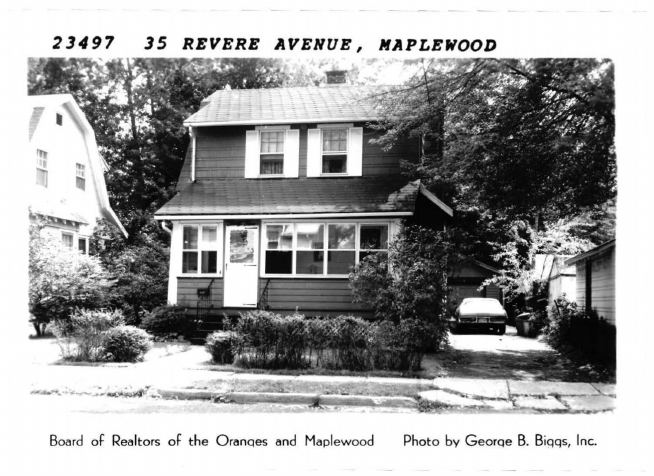 23497 35 REVERE AVENUE, MAPLEWOOD
Board of Realtors of the Oranges and Maplewood Photo by George B. Biggs, Inc.